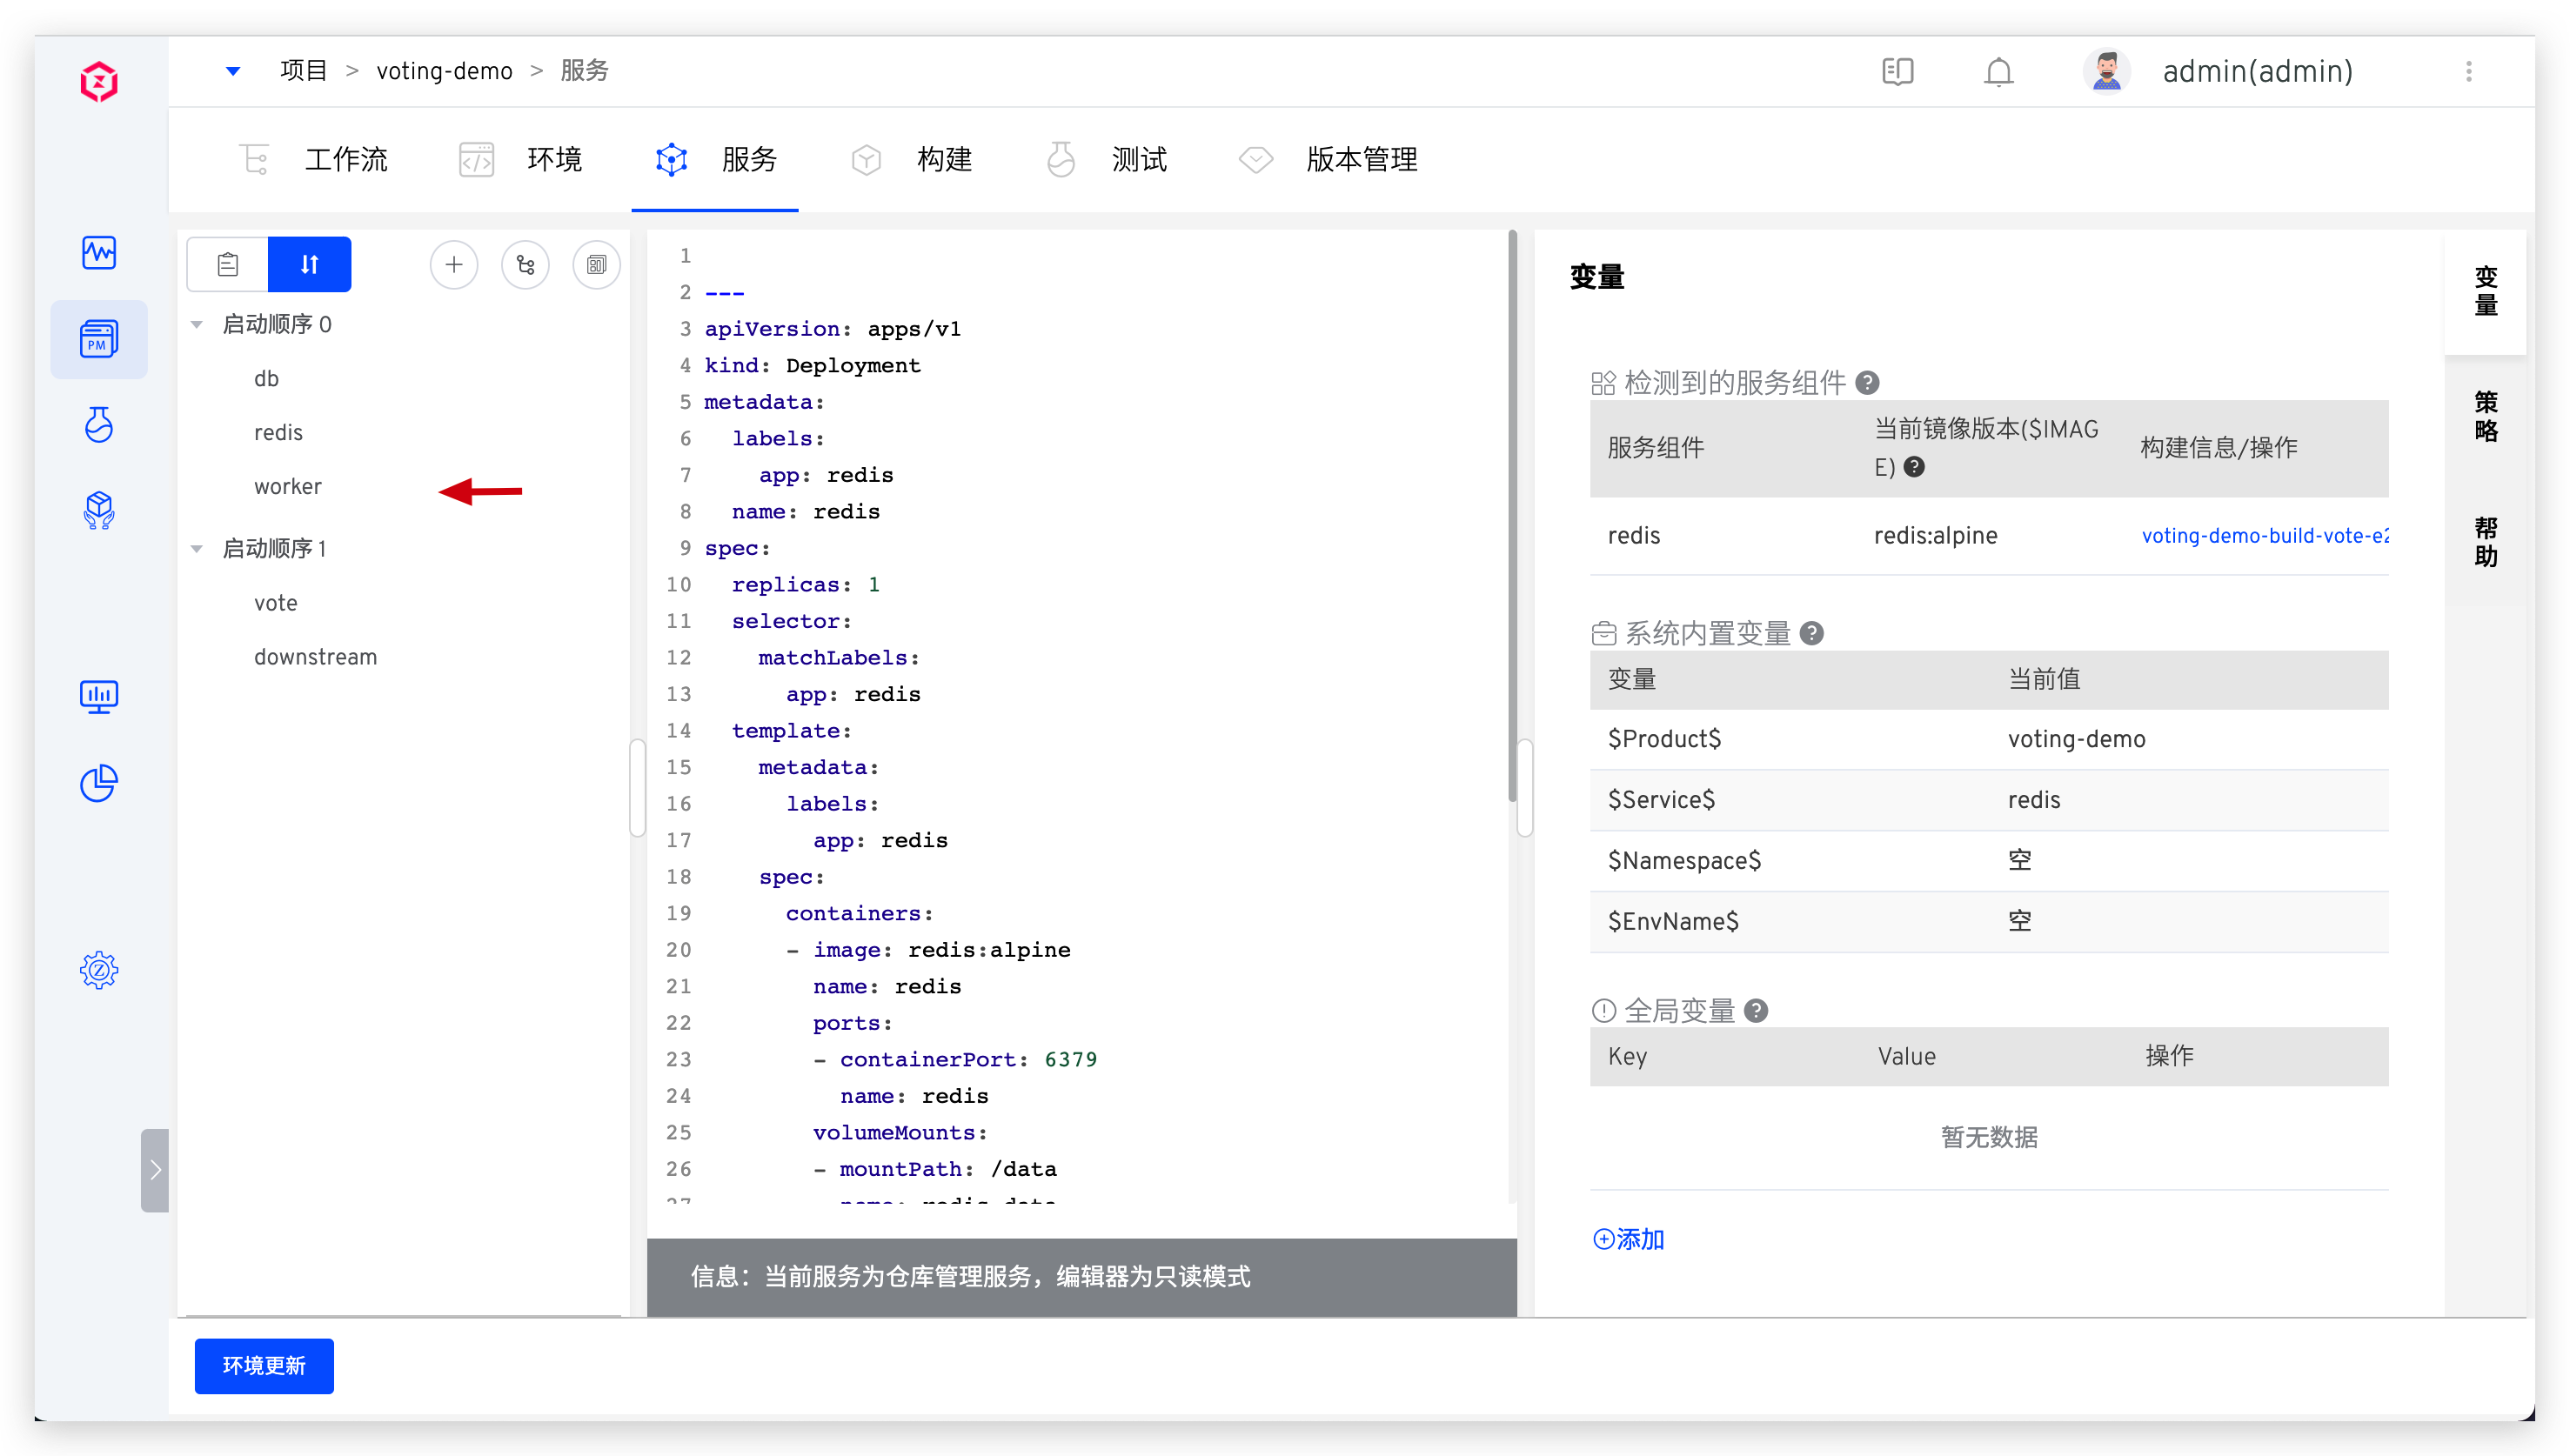 项目 > voting-demo > 服务
admin(admin)
工作流 环境 服务 构建 测试 版本管理
PM
启动顺序 0
db
redis
worker
启动顺序 1
vote
downstream
1
2 ---
3 apiVersion: apps/v1
4 kind: Deployment
5 metadata:
6 labels:
7 app: redis
8 name: redis
9 spec:
10 replicas: 1
11 selector:
12 matchLabels:
13 app: redis
14 template:
15 metadata:
16 labels:
17 app: redis
18 spec:
19 containers:
20 - image: redis:alpine
21 name: redis
22 ports:
23 - containerPort: 6379
24 name: redis
25 volumeMounts:
26 - mountPath: /data
信息：当前服务为仓库管理服务，编辑器为只读模式
变量
检测到的服务组件
服务组件 当前镜像版本($IMAG
E) 构建信息/操作
redis redis:alpine voting-demo-build-vote-e2
系统内置变量
变量 当前值
$Product$ voting-demo
$Service$ redis
$Namespace$ 空
$EnvName$ 空
全局变量
Key Value 操作
暂无数据
添加
变量
策略
帮助
环境更新